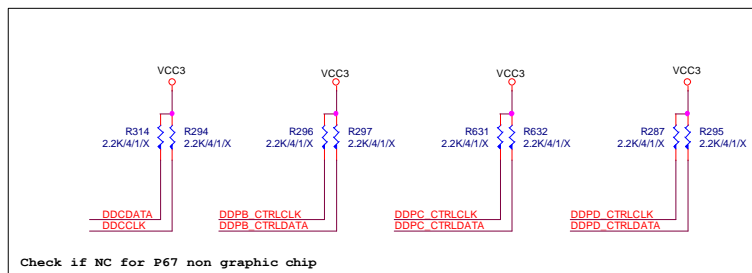 VCC3 VCC3 VCC3 VCC3
R314 R294 R296 R297 R631 R632 R287 R295
2.2K/4/1/X 2.2K/4/1/X 2.2K/4/1/X 2.2K/4/1/X 2.2K/4/1/X 2.2K/4/1/X 2.2K/4/1/X 2.2K/4/1/X
DDCDATA DDPB_CTRLCLK DDPC_CTRLCLK DDPD_CTRLCLK
DDCCLK DDPB_CTRLDATA DDPC_CTRLDATA DDPD_CTRLDATA
Check if NC for P67 non graphic chip